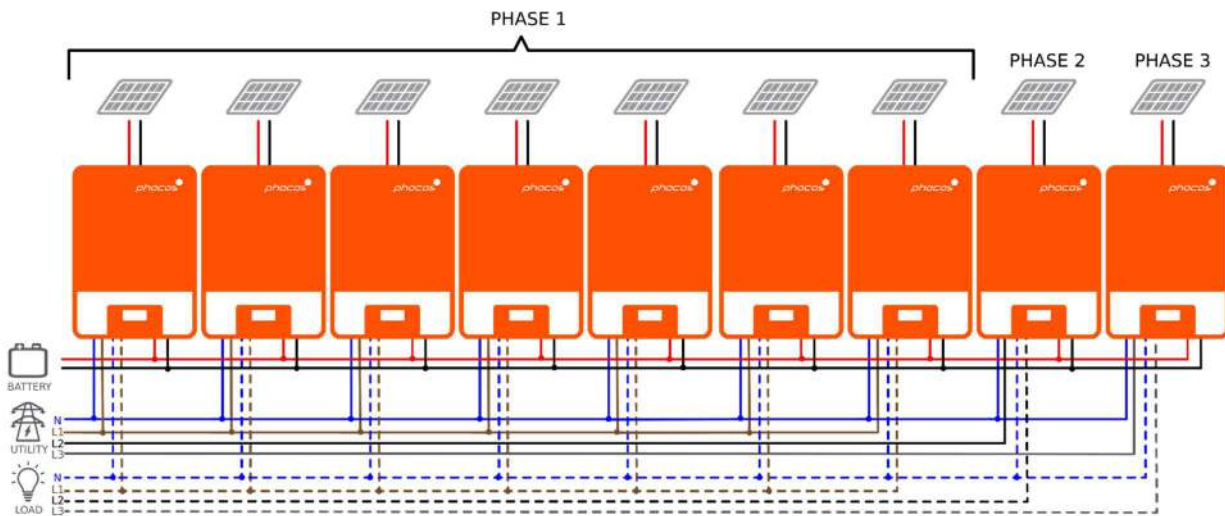 PHASE 1
PHASE 2 PHASE 3
phocos phocos phocos phocos phocos phocos phocos phocos phocos
BATTERY
N
L1
L2
UTILITY
L3
N
L1
L2
LOAD
L3